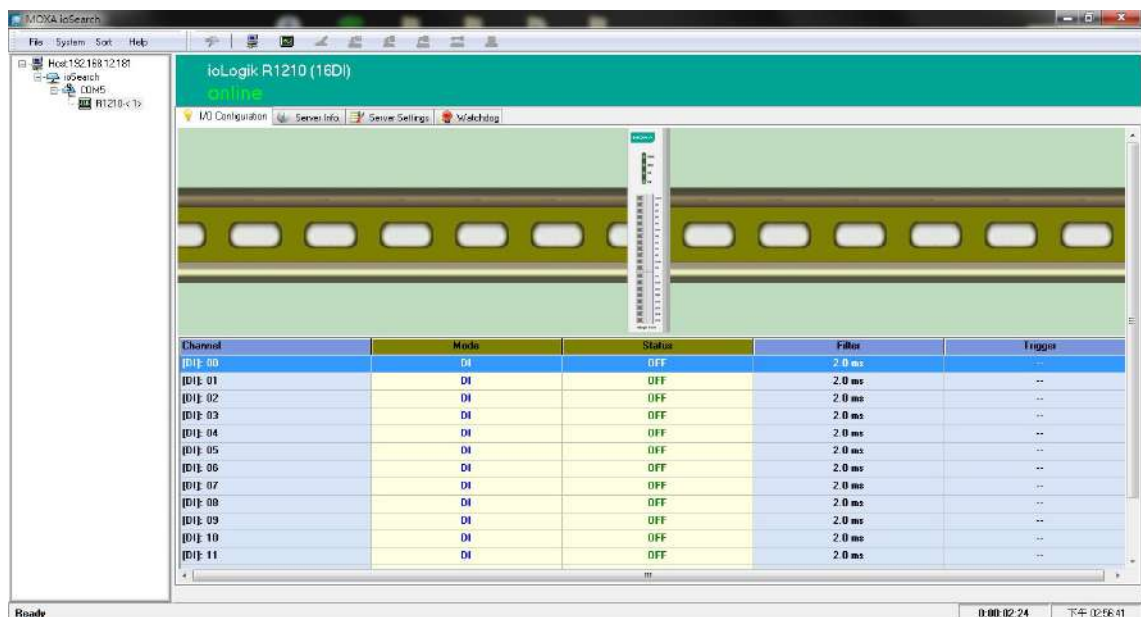 MOXA ioSearch
File System Sort Help
Host:192.168.12.181
ioSearch
COM5
R1210-<1>
ioLogik R1210 (16DI)
online
I/O Configuration Server Info. Server Settings Watchdog
MOXA
Channel Mode Status Filter Trigger
[DI]: 00 DI OFF 2.0 ms --
[DI]: 01 DI OFF 2.0 ms --
[DI]: 02 DI OFF 2.0 ms --
[DI]: 03 DI OFF 2.0 ms --
[DI]: 04 DI OFF 2.0 ms --
[DI]: 05 DI OFF 2.0 ms --
[DI]: 06 DI OFF 2.0 ms --
[DI]: 07 DI OFF 2.0 ms --
[DI]: 08 DI OFF 2.0 ms --
[DI]: 09 DI OFF 2.0 ms --
[DI]: 10 DI OFF 2.0 ms --
[DI]: 11 DI OFF 2.0 ms --
Ready 0:00:02:24 下午 02:56:41